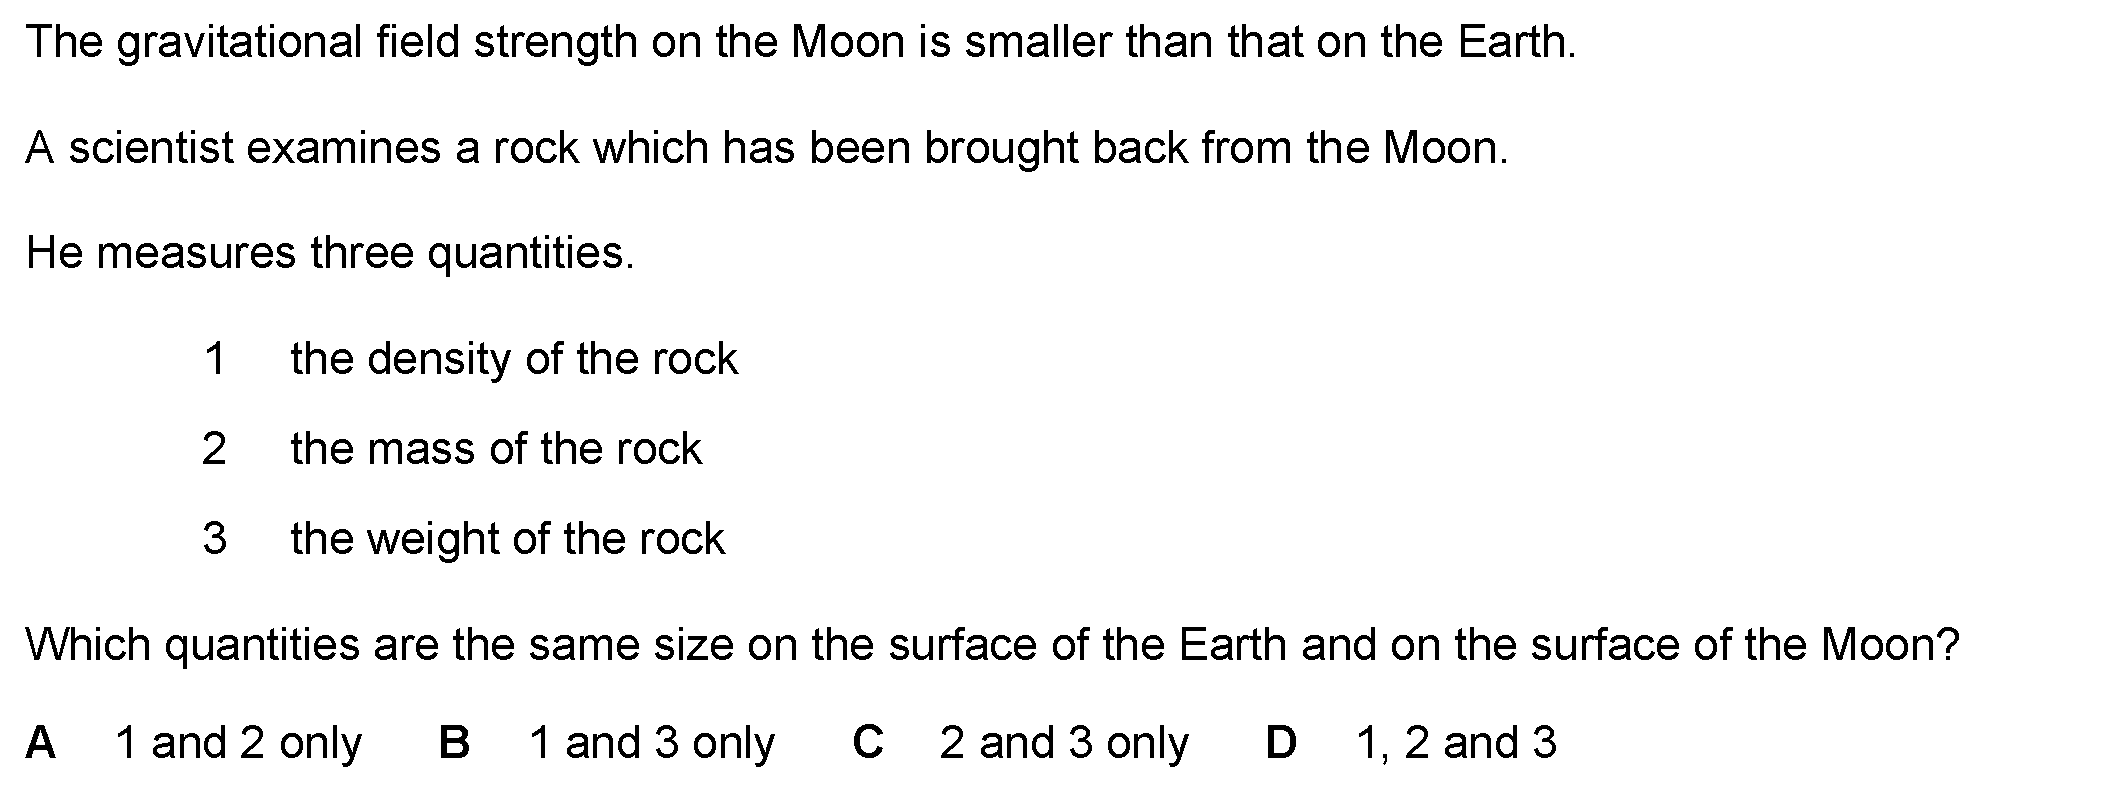 The gravitational field strength on the Moon is smaller than that on the Earth.
A scientist examines a rock which has been brought back from the Moon.
He measures three quantities.
1 the density of the rock
2 the mass of the rock
3 the weight of the rock
Which quantities are the same size on the surface of the Earth and on the surface of the Moon?
A 1 and 2 only B 1 and 3 only C 2 and 3 only D 1, 2 and 3